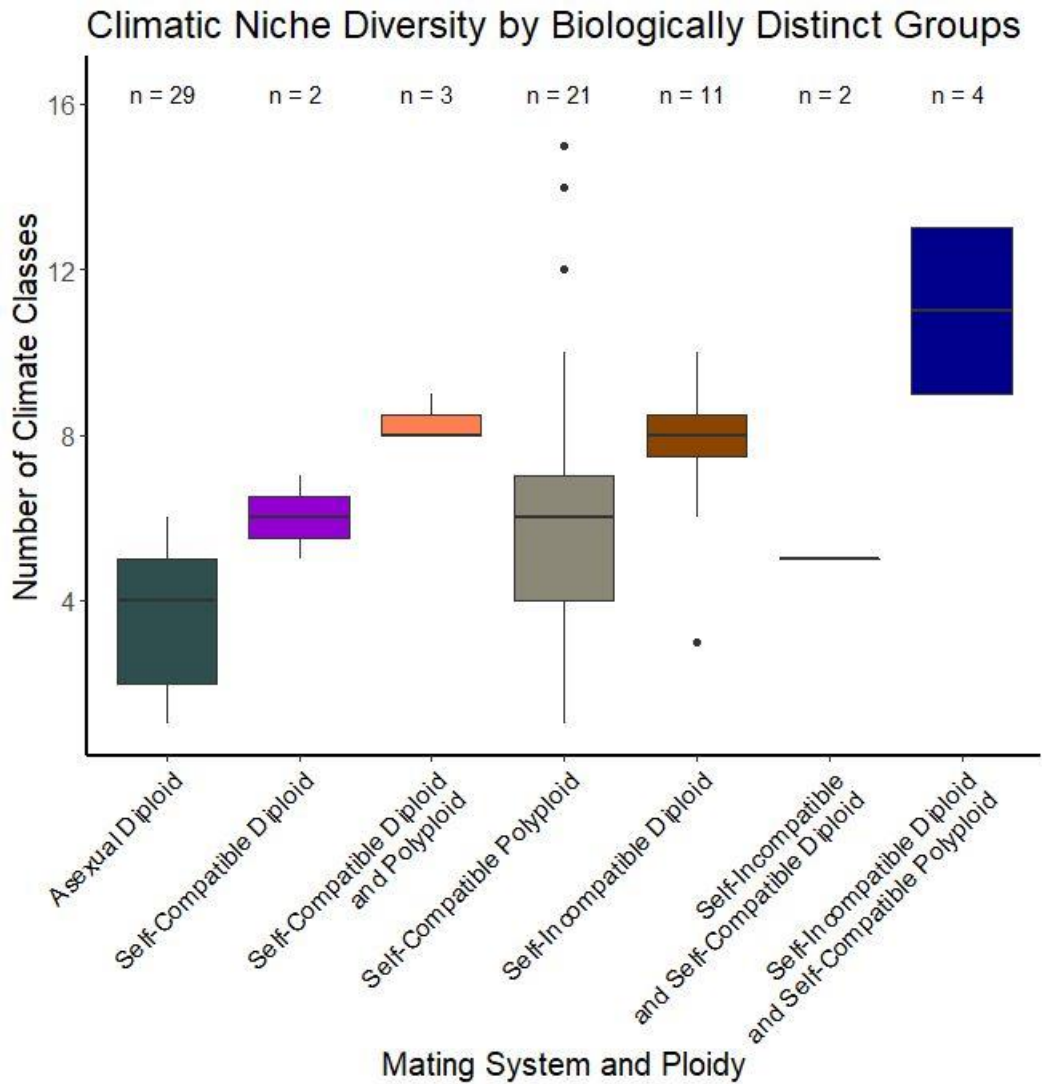 Climatic Niche Diversity by Biologically Distinct Groups
n = 29 n = 2 n = 3 n = 21 n = 11 n = 2 n = 4
16
12
8
4
Number of Climate Classes
Asexual Diploid
Self-Compatible Diploid
Self-Compatible Diploid
and Polyploid
Self-Compatible Polyploid
Self-Incompatible Diploid
Self-Incompatible
and Self-Compatible Diploid
Self-Incompatible Diploid
and Self-Compatible Polyploid
Mating System and Ploidy